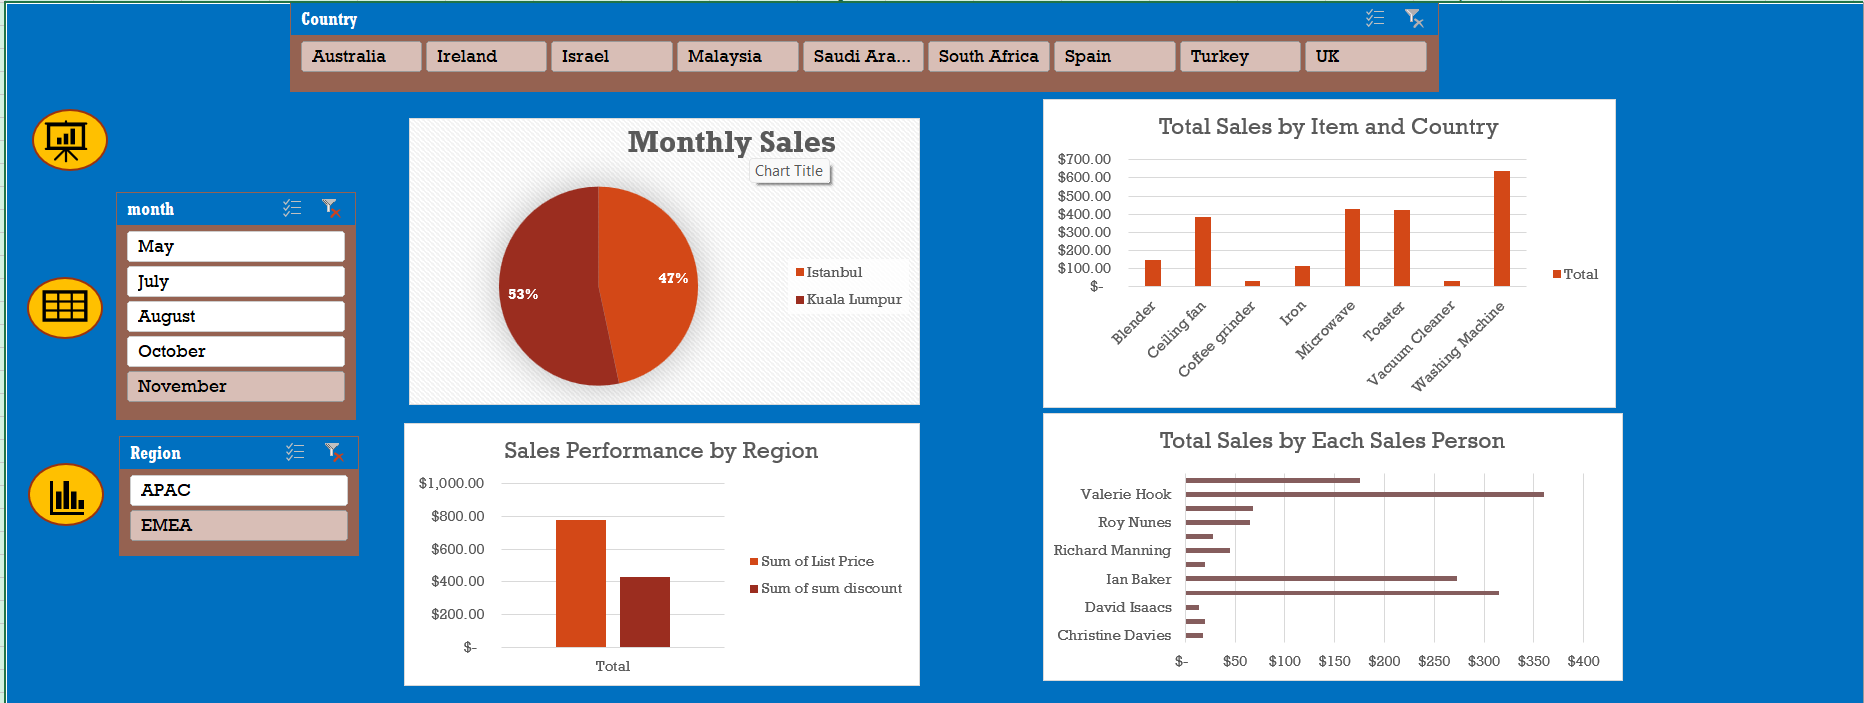 Country
Australia
Ireland
Israel
Malaysia
Saudi Ara...
South Africa
Spain
Turkey
UK
month
May
July
August
October
November
Region
APAC
EMEA
Monthly Sales
Chart Title
53%
47%
Istanbul
Kuala Lumpur
Total Sales by Item and Country
$700.00
$600.00
$500.00
$400.00
$300.00
$200.00
$100.00
$-
Blender
Ceiling fan
Coffee grinder
Iron
Microwave
Toaster
Vacuum Cleaner
Washing Machine
Total
Sales Performance by Region
$1,000.00
$800.00
$600.00
$400.00
$200.00
$-
Total
Sum of List Price
Sum of sum discount
Total Sales by Each Sales Person
Valerie Hook
Roy Nunes
Richard Manning
Ian Baker
David Isaacs
Christine Davies
$-
$50
$100
$150
$200
$250
$300
$350
$400